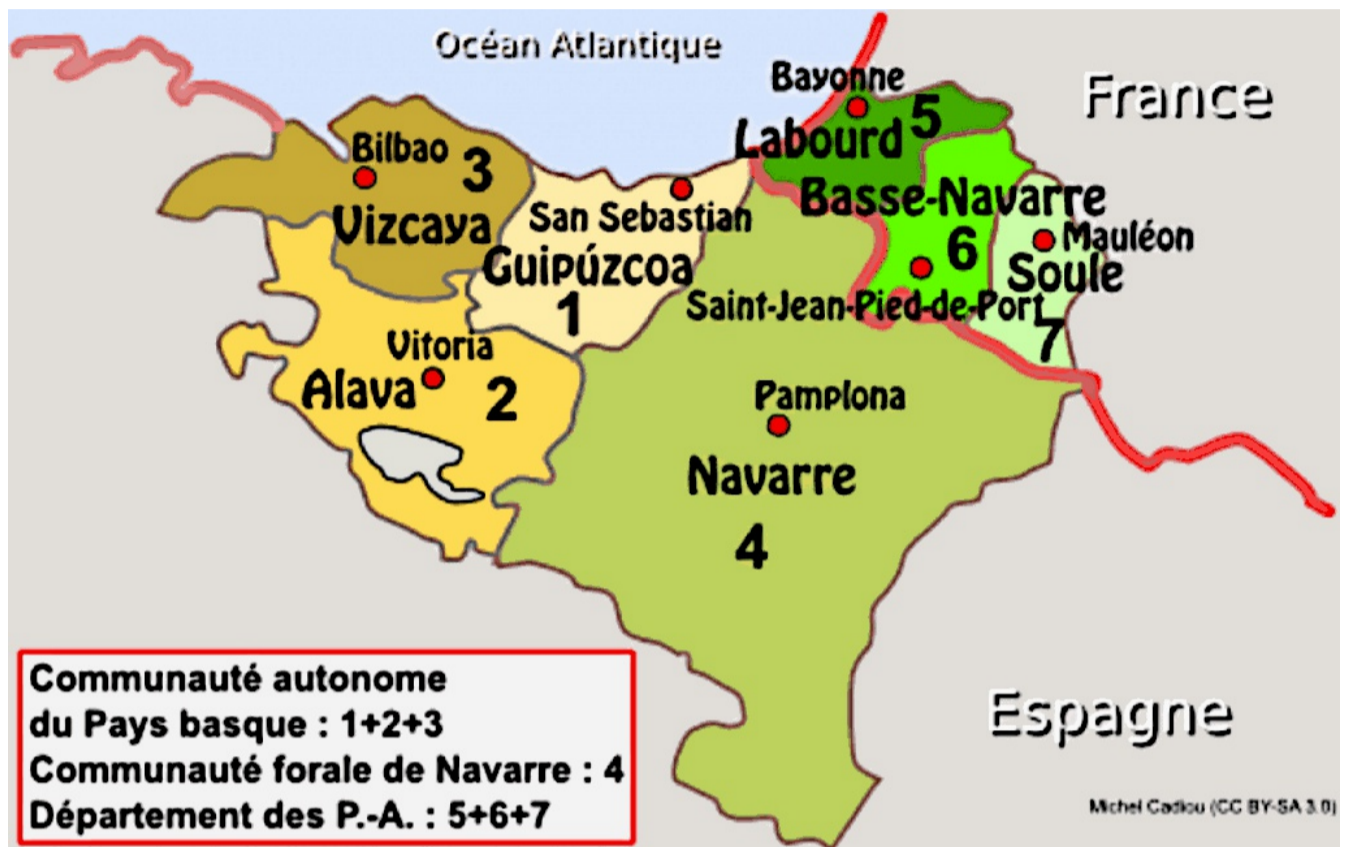 Océan Atlantique
Bayonne
France
5
Labourd
Bilbao
3
Vizcaya
San Sebastian
Guipúzcoa
1
Basse-Navarre
6
Mauléon
Soule
Saint-Jean-Pied-de-Port
7
Vitoria
Alava
2
Pamplona
Navarre
4
Espagne
Communauté autonome
du Pays basque : 1+2+3
Communauté forale de Navarre : 4
Département des P.-A. : 5+6+7
Michel Cadiou (CC BY-SA 3.0)